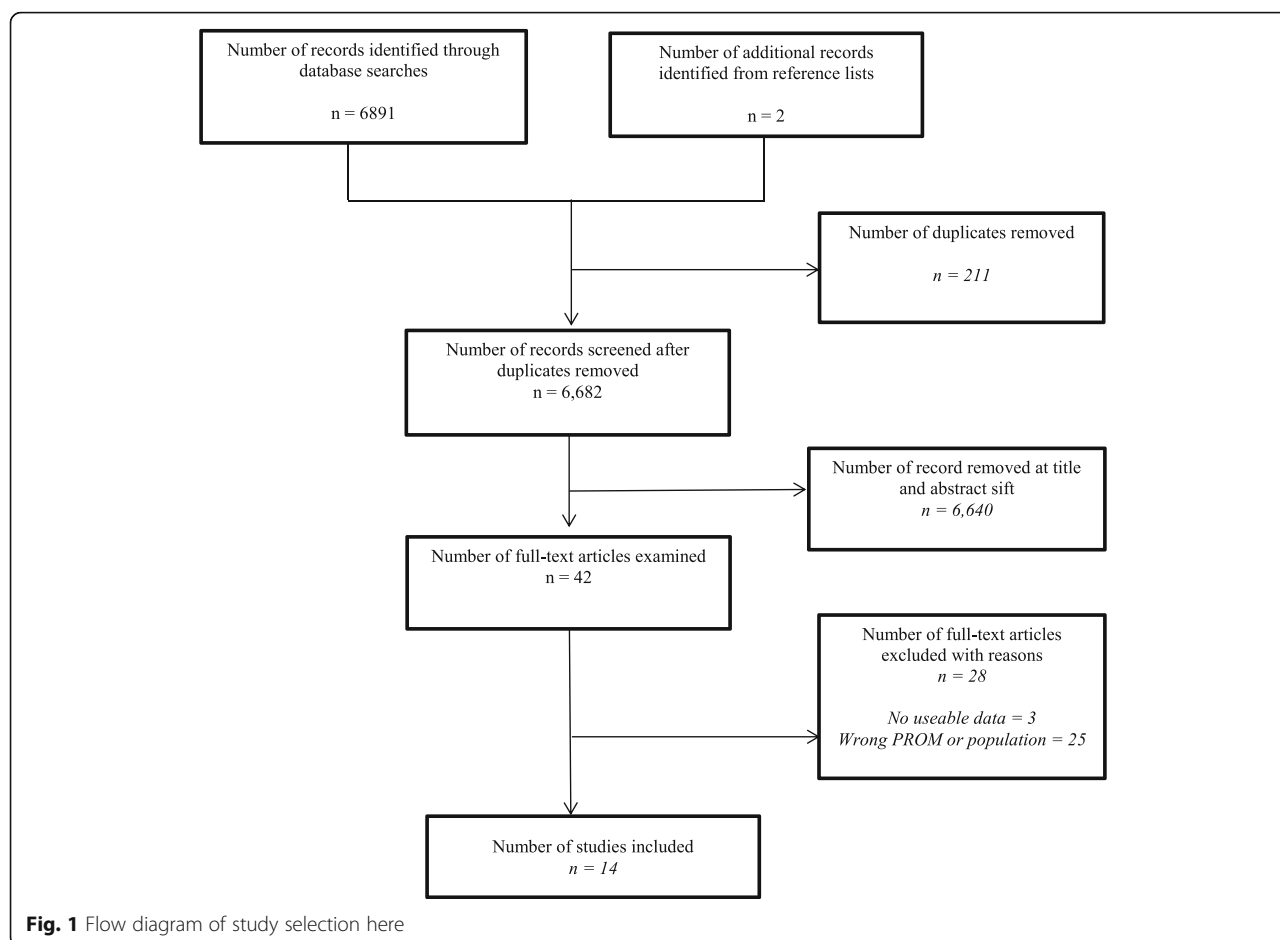 Number of records identified through
database searches
n = 6891
Number of additional records
identified from reference lists
n = 2
Number of duplicates removed
n = 211
Number of records screened after
duplicates removed
n = 6,682
Number of record removed at title
and abstract sift
n = 6,640
Number of full-text articles examined
n = 42
Number of full-text articles
excluded with reasons
n = 28
No useable data = 3
Wrong PROM or population = 25
Number of studies included
n = 14
Fig. 1 Flow diagram of study selection here